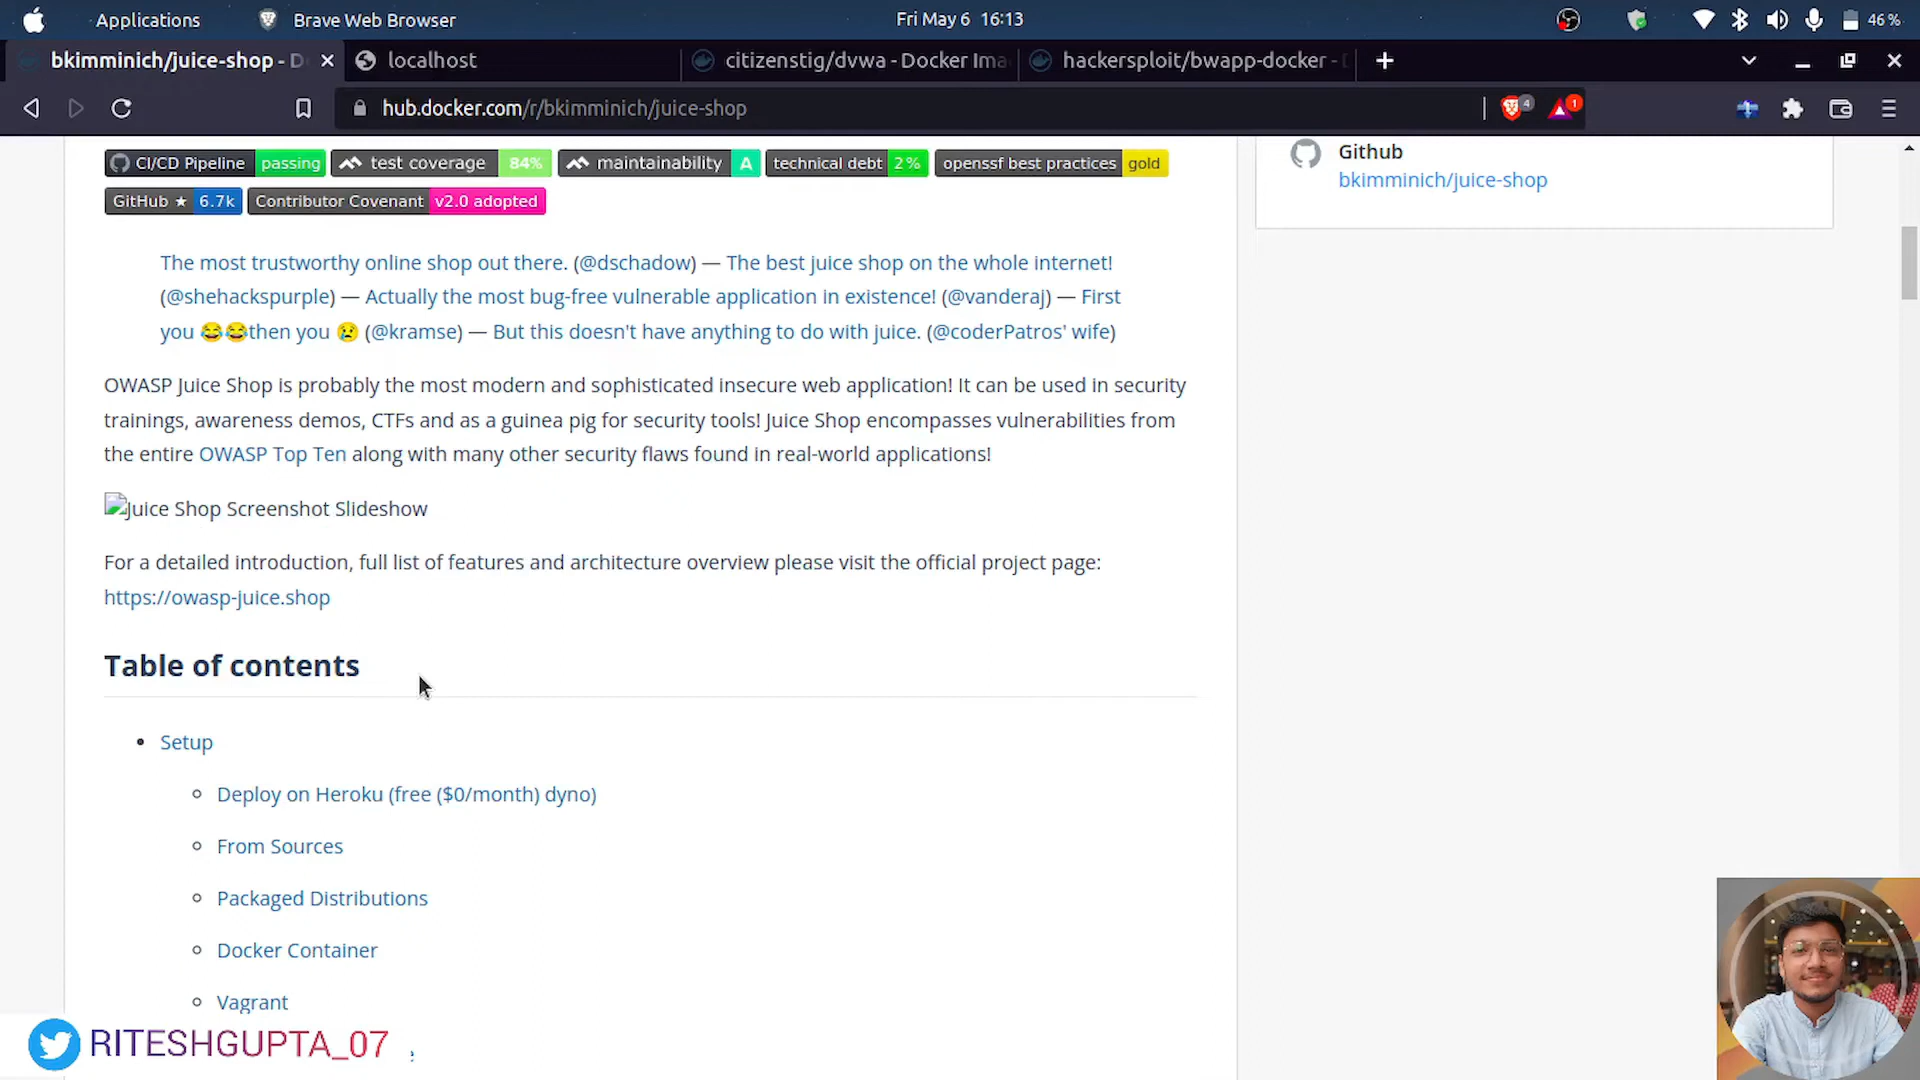 Applications Brave Web Browser Fri May 6 16:13 46 %
bkimminich/juice-shop - D localhost citizenstig/dvwa - Docker Ima hackersploit/bwapp-docker - D
hub.docker.com/r/bkimminich/juice-shop 4 1
CI/CD Pipeline passing test coverage 84% maintainability A technical debt 2% openssf best practices gold
GitHub ★ 6.7k Contributor Covenant v2.0 adopted
Github
bkimminich/juice-shop
The most trustworthy online shop out there. (@dschadow) — The best juice shop on the whole internet!
(@shehackspurple) — Actually the most bug-free vulnerable application in existence! (@vanderaj) — First
you 😂😂then you 😢 (@kramse) — But this doesn't have anything to do with juice. (@coderPatros' wife)
OWASP Juice Shop is probably the most modern and sophisticated insecure web application! It can be used in security
trainings, awareness demos, CTFs and as a guinea pig for security tools! Juice Shop encompasses vulnerabilities from
the entire OWASP Top Ten along with many other security flaws found in real-world applications!
Juice Shop Screenshot Slideshow
For a detailed introduction, full list of features and architecture overview please visit the official project page:
https://owasp-juice.shop
Table of contents
Setup
Deploy on Heroku (free ($0/month) dyno)
From Sources
Packaged Distributions
Docker Container
Vagrant
RITESHGUPTA_07